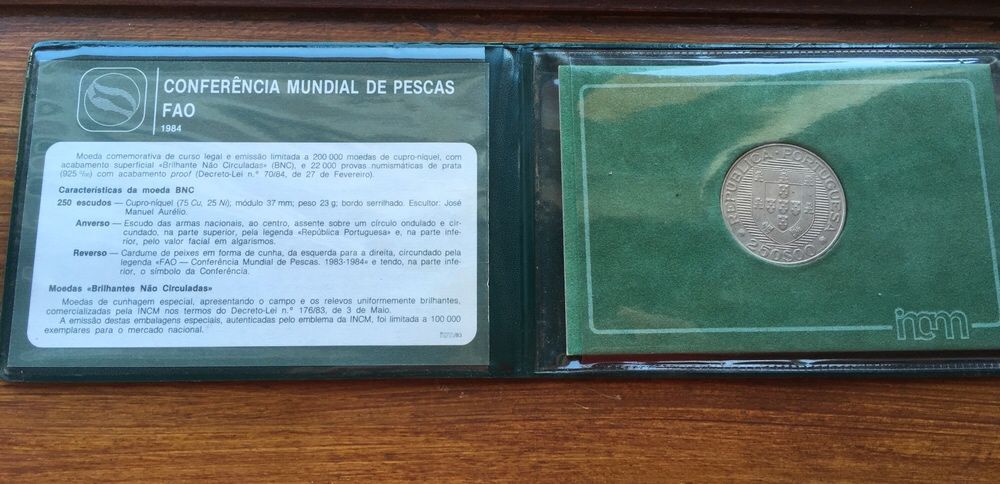 CONFERÊNCIA MUNDIAL DE PESCAS
FAO
1984
Moeda comemorativa de curso legal e emissão limitada a 200 000 moedas de cupro-níquel, com
acabamento superficial «Brilhante Não Circuladas» (BNC), e 22 000 provas numismáticas de prata
(925 º/oo) com acabamento proof (Decreto-Lei n.º 70/84, de 27 de Fevereiro).
Características da moeda BNC
250 escudos — Cupro-níquel (75 Cu, 25 Ni); módulo 37 mm; peso 23 g; bordo serrilhado. Escultor: José
Manuel Aurélio.
Anverso — Escudo das armas nacionais, ao centro, assente sobre um círculo ondulado e cir-
cundado, na parte superior, pela legenda «República Portuguesa» e, na parte infe-
rior, pelo valor facial em algarismos.
Reverso — Cardume de peixes em forma de cunha, da esquerda para a direita, circundado pela
legenda «FAO — Conferência Mundial de Pescas. 1983-1984» e tendo, na parte infe-
rior, o símbolo da Conferência.
Moedas «Brilhantes Não Circuladas»
Moedas de cunhagem especial, apresentando o campo e os relevos uniformemente brilhantes,
comercializadas pela INCM nos termos do Decreto-Lei n.º 176/83, de 3 de Maio.
A emissão destas embalagens especiais, autenticadas pelo emblema da INCM, foi limitada a 100 000
exemplares para o mercado nacional.
REPUBLICA PORTUGUESA
250$00
incm